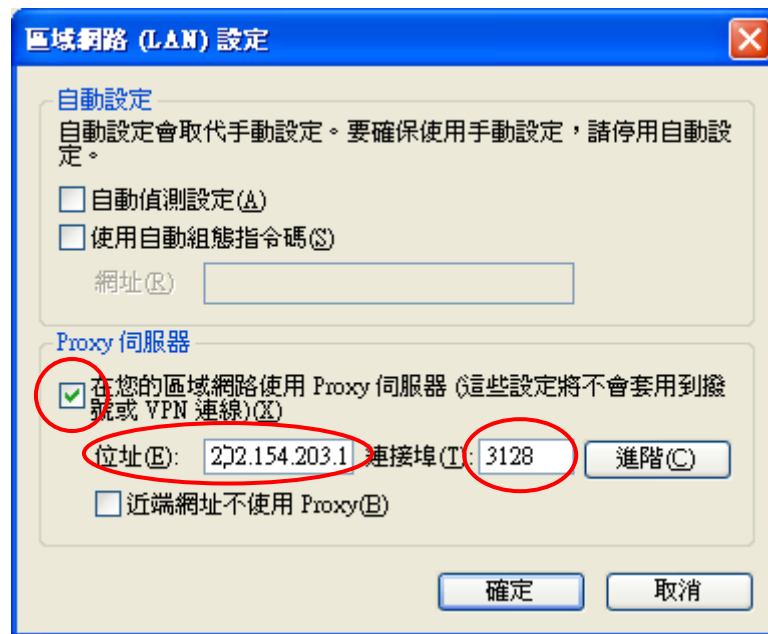 區域網路 (LAN) 設定
自動設定
自動設定會取代手動設定。要確保使用手動設定，請停用自動設
定。
自動偵測設定(A)
使用自動組態指令碼(S)
網址(R)
Proxy 伺服器
在您的區域網路使用 Proxy 伺服器 (這些設定將不會套用到撥
號或 VPN 連線)(X)
位址(E): 202.154.203.1 連接埠(T): 3128 進階(C)
近端網址不使用 Proxy(B)
確定 取消